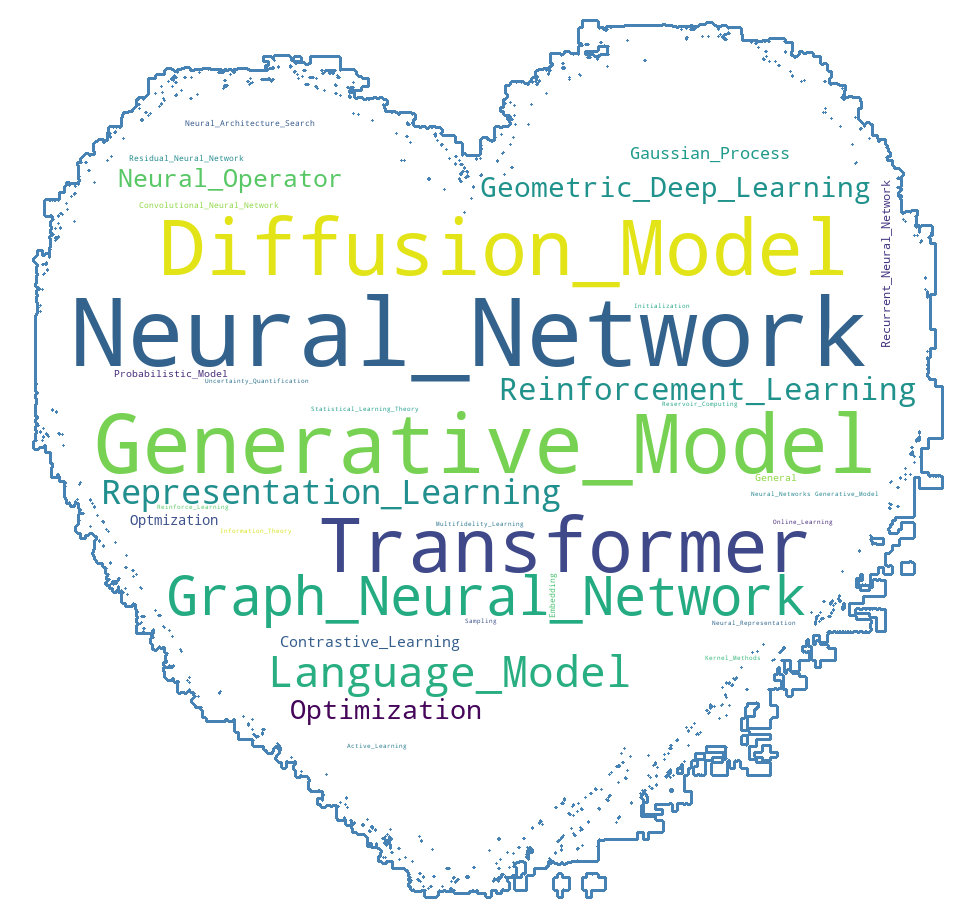 Neural_Architecture_Search
Gaussian_Process
Residual_Neural_Network
Neural_Operator
Geometric_Deep_Learning
Convolutional_Neural_Network
Recurrent_Neural_Network
Diffusion_Model
Initialization
Neural_Network
Probabilistic_Model
Uncertainty_Quantification
Reinforcement_Learning
Reservoir_Computing
Statistical_Learning_Theory
Generative_Model
General
Representation_Learning
Neural_Networks Generative_Model
Reinforce_Learning
Optmization
Multifidelity_Learning
Online_Learning
Information_Theory
Transformer
Graph_Neural_Network
Embedding
Sampling
Neural_Representation
Contrastive_Learning
Kernel_Methods
Language_Model
Optimization
Active_Learning